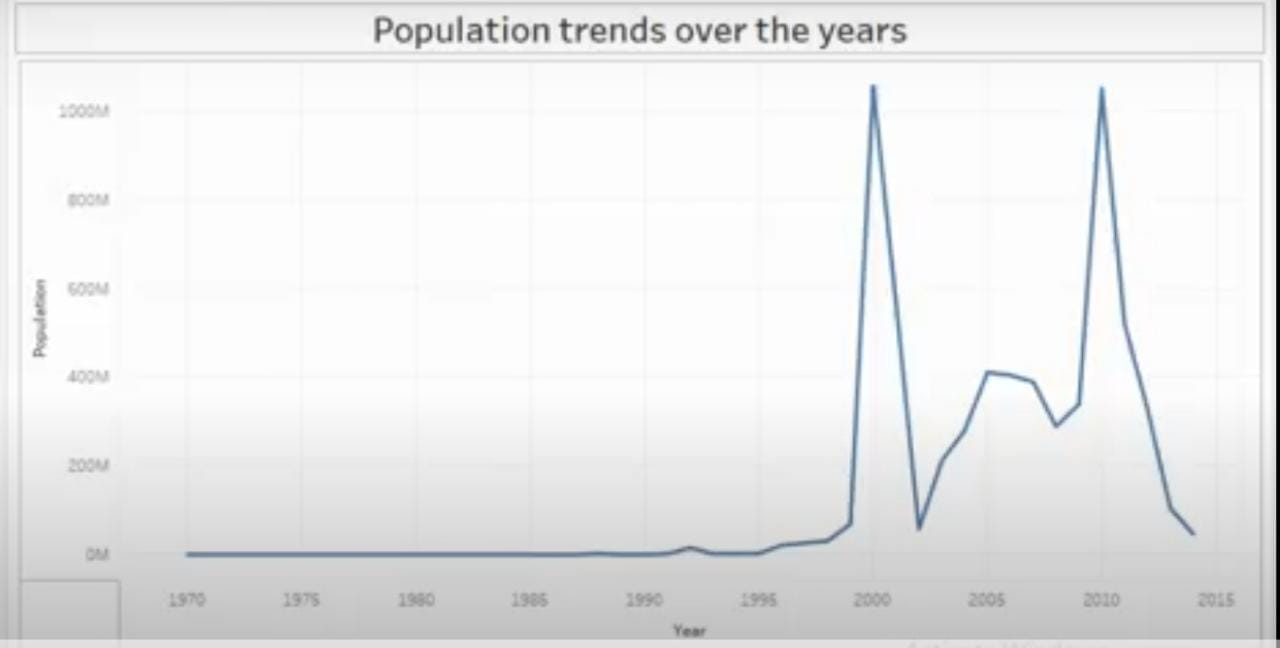 Population trends over the years
1000M
800M
600M
400M
200M
0M
Population
1970 1975 1980 1985 1990 1995 2000 2005 2010 2015
Year